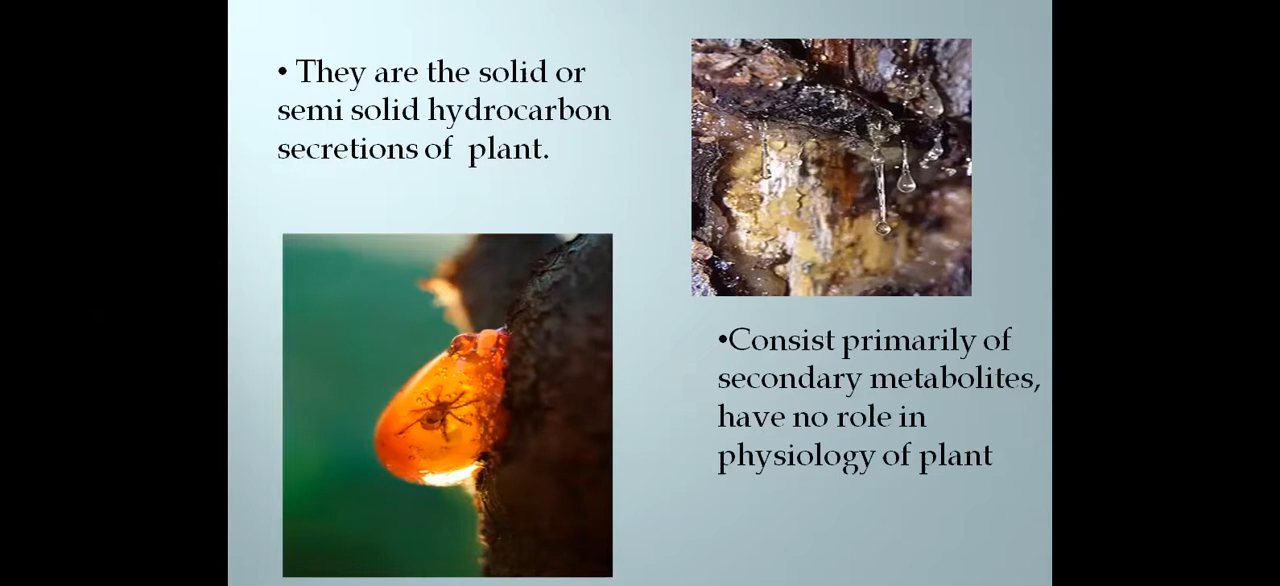 • They are the solid or
semi solid hydrocarbon
secretions of plant.
•Consist primarily of
secondary metabolites,
have no role in
physiology of plant